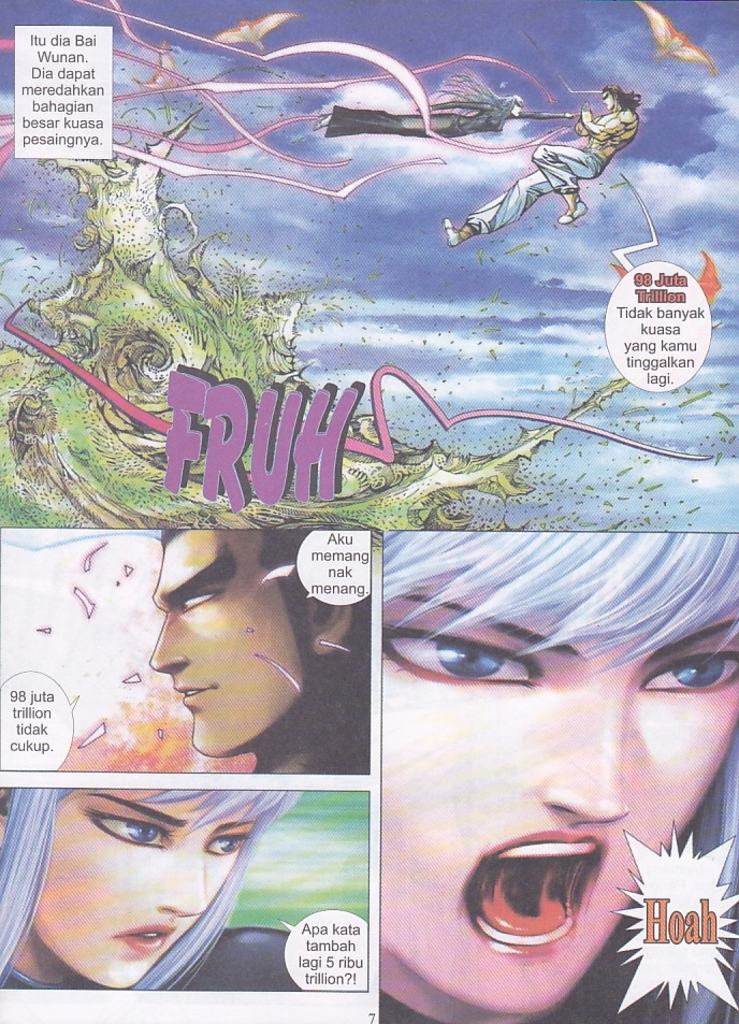 Itu dia Bai
Wunan.
Dia dapat
meredahkan
bahagian
besar kuasa
pesaingnya.
98 Juta
Trillion
Tidak banyak
kuasa
yang kamu
tinggalkan
lagi.
FRUH
Aku
memang
nak
menang.
98 juta
trillion
tidak
cukup.
Apa kata
tambah
lagi 5 ribu
trillion?!
Hoah
7